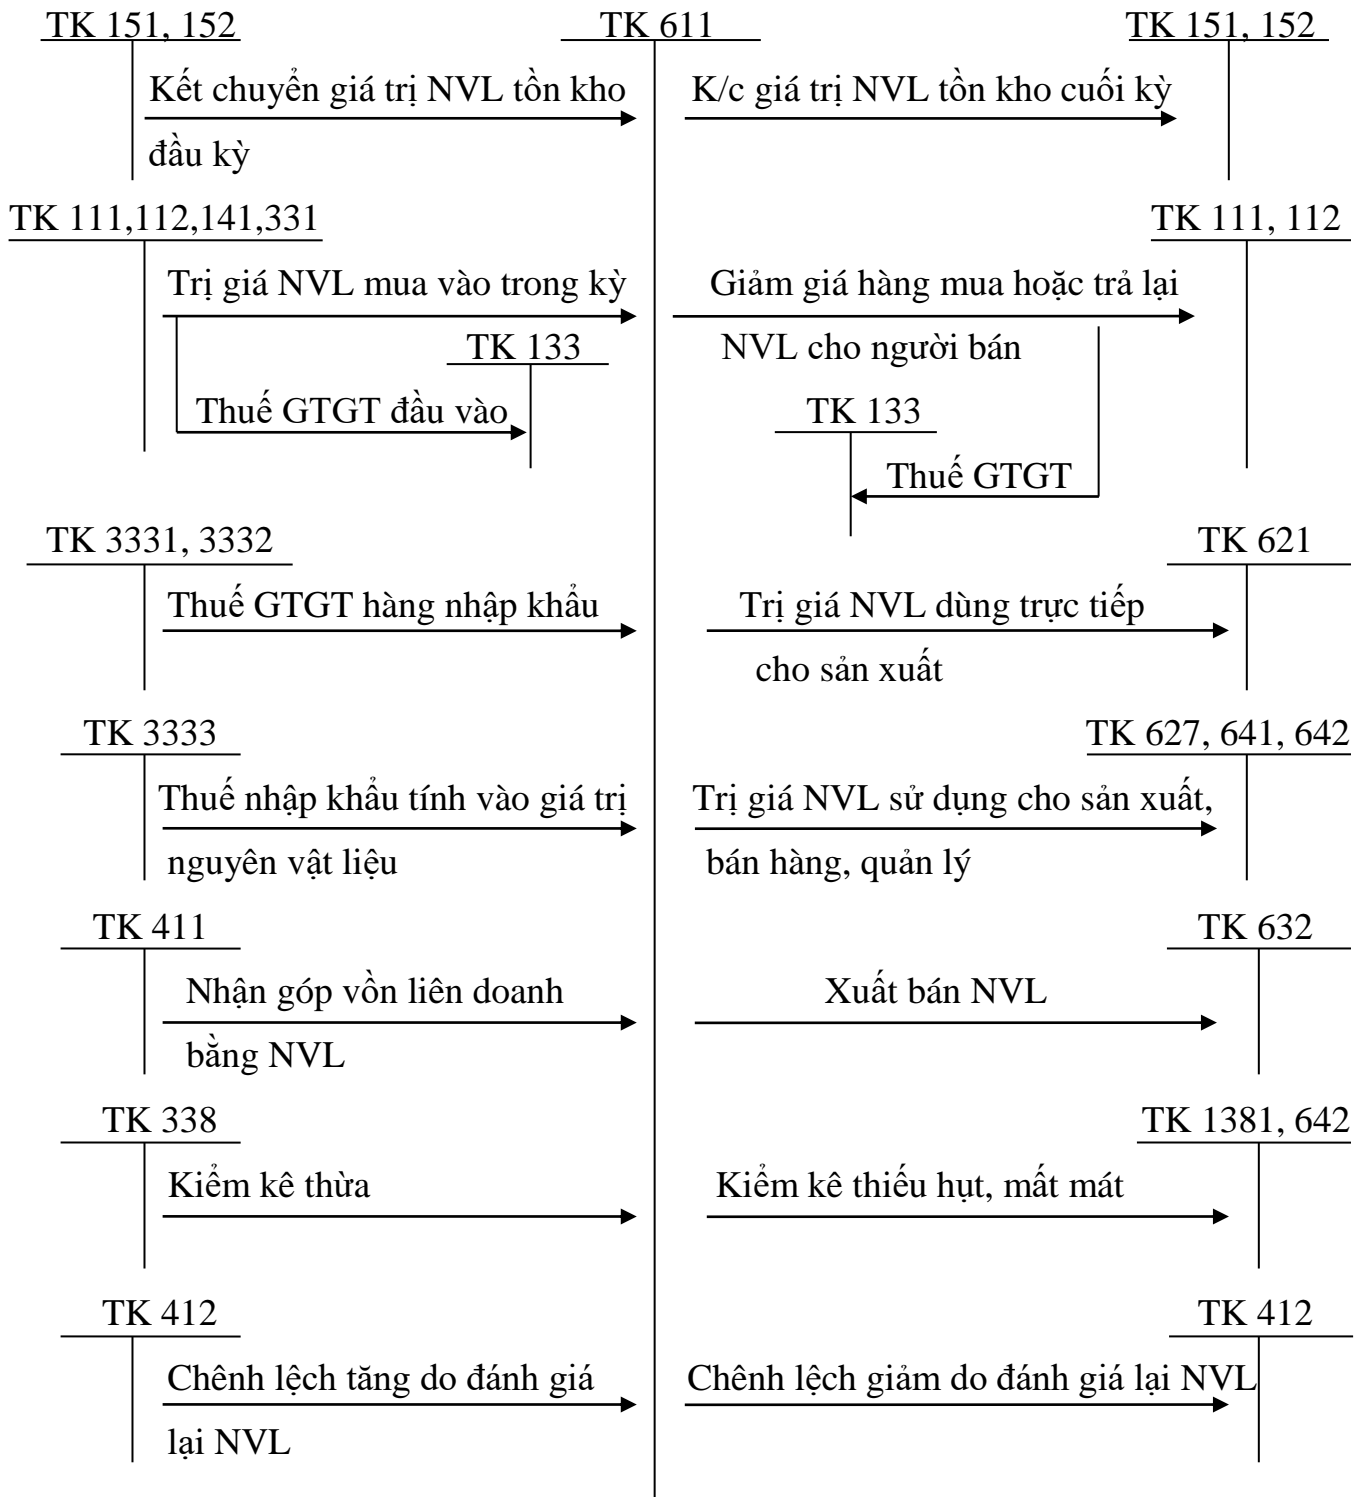 TK 151, 152
TK 611
TK 151, 152
Kết chuyển giá trị NVL tồn kho
đầu kỳ
K/c giá trị NVL tồn kho cuối kỳ
TK 111,112,141,331
TK 111, 112
Trị giá NVL mua vào trong kỳ
Giảm giá hàng mua hoặc trả lại
NVL cho người bán
TK 133
Thuế GTGT đầu vào
TK 133
Thuế GTGT
TK 3331, 3332
TK 621
Thuế GTGT hàng nhập khẩu
Trị giá NVL dùng trực tiếp
cho sản xuất
TK 3333
TK 627, 641, 642
Thuế nhập khẩu tính vào giá trị
nguyên vật liệu
Trị giá NVL sử dụng cho sản xuất,
bán hàng, quản lý
TK 411
TK 632
Nhận góp vồn liên doanh
bằng NVL
Xuất bán NVL
TK 338
TK 1381, 642
Kiểm kê thừa
Kiểm kê thiếu hụt, mất mát
TK 412
TK 412
Chênh lệch tăng do đánh giá
lại NVL
Chênh lệch giảm do đánh giá lại NVL